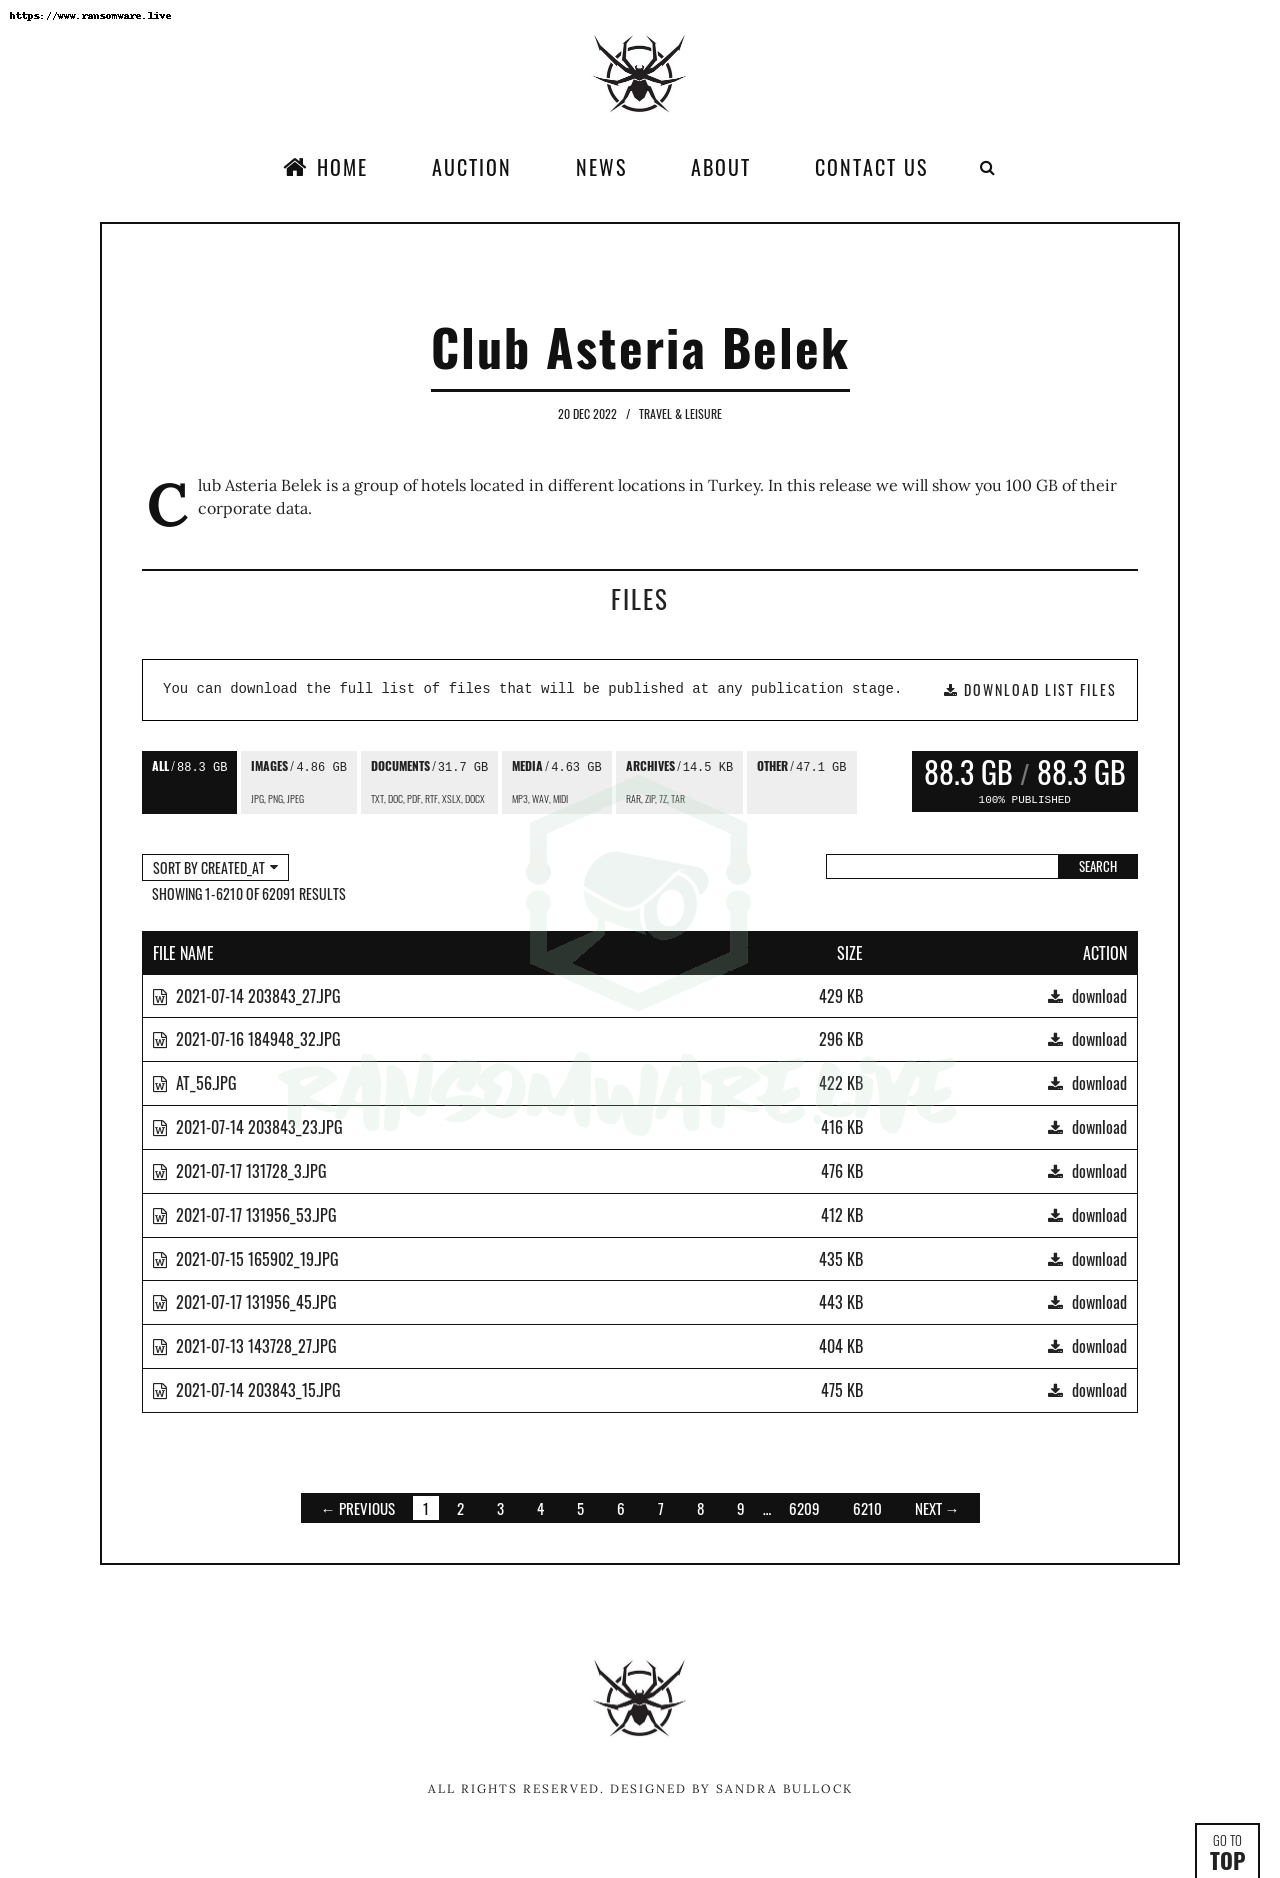 https://www.ransomware.live
HOME AUCTION NEWS ABOUT CONTACT US
Club Asteria Belek
20 DEC 2022 / TRAVEL & LEISURE
Club Asteria Belek is a group of hotels located in different locations in Turkey. In this release we will show you 100 GB of their
corporate data.
FILES
You can download the full list of files that will be published at any publication stage. DOWNLOAD LIST FILES
ALL / 88.3 GB IMAGES / 4.86 GB DOCUMENTS / 31.7 GB MEDIA / 4.63 GB ARCHIVES / 14.5 KB OTHER / 47.1 GB 88.3 GB / 88.3 GB
JPG, PNG, JPEG TXT, DOC, PDF, RTF, XSLX, DOCX MP3, WAV, MIDI RAR, ZIP, 7Z, TAR 100% PUBLISHED
SORT BY CREATED_AT SEARCH
SHOWING 1-6210 OF 62091 RESULTS
FILE NAME SIZE ACTION
2021-07-14 203843_27.JPG 429 KB download
2021-07-16 184948_32.JPG 296 KB download
RANSOMWARE.LIVE
AT_56.JPG 422 KB download
2021-07-14 203843_23.JPG 416 KB download
2021-07-17 131728_3.JPG 476 KB download
2021-07-17 131956_53.JPG 412 KB download
2021-07-15 165902_19.JPG 435 KB download
2021-07-17 131956_45.JPG 443 KB download
2021-07-13 143728_27.JPG 404 KB download
2021-07-14 203843_15.JPG 475 KB download
← PREVIOUS 1 2 3 4 5 6 7 8 9 ... 6209 6210 NEXT →
ALL RIGHTS RESERVED. DESIGNED BY SANDRA BULLOCK
GO TO
TOP